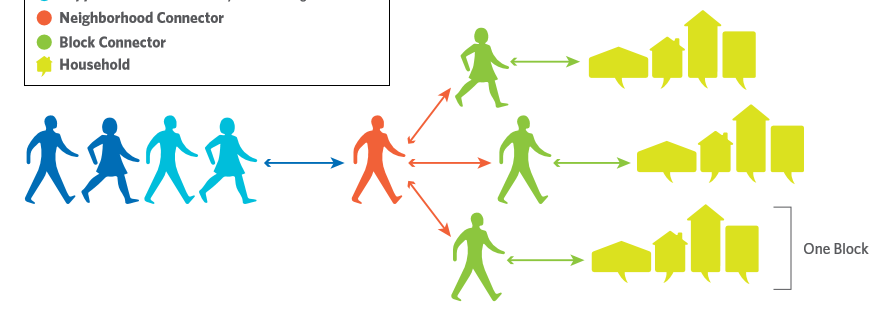 Neighborhood Connector
Block Connector
Household
One Block